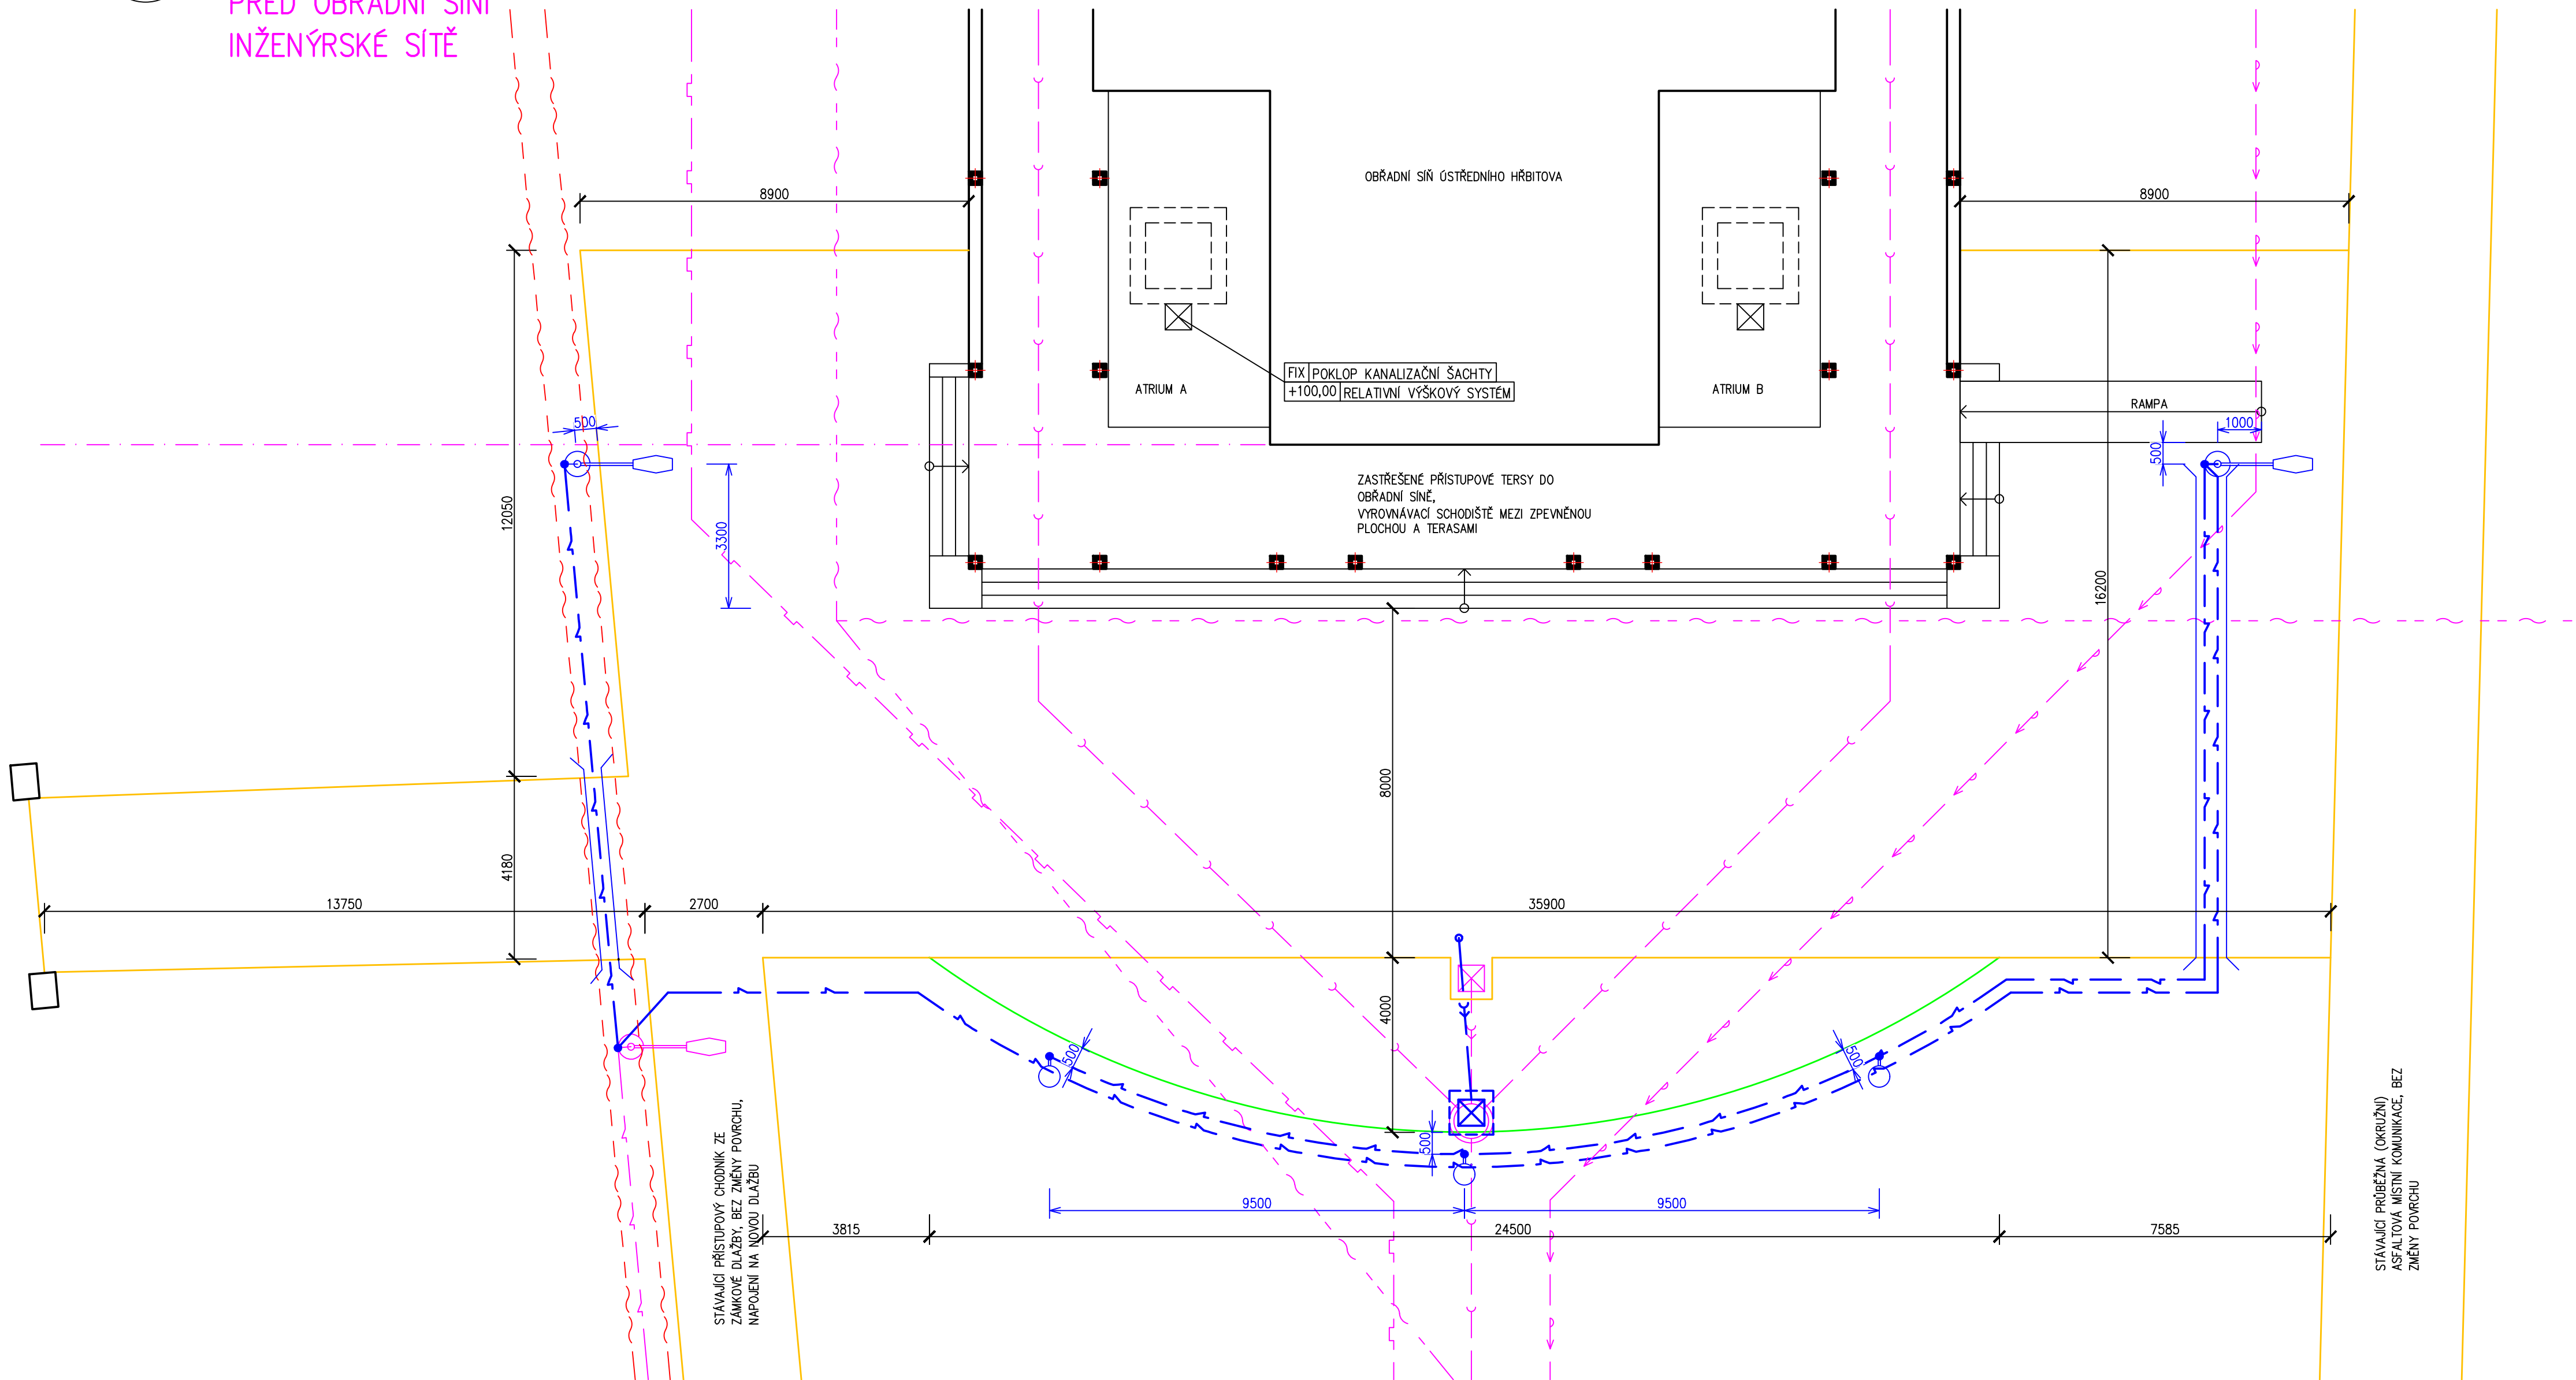 PŘED OBŘADNÍ SÍNÍ
INŽENÝRSKÉ SÍTĚ
8900
OBŘADNÍ SÍŇ ÚSTŘEDNÍHO HŘBITOVA
8900
FIX POKLOP KANALIZAČNÍ ŠACHTY
+100,00 RELATIVNÍ VÝŠKOVÝ SYSTÉM
ATRIUM A
ATRIUM B
RAMPA
500
1000
500
ZASTŘEŠENÉ PŘÍSTUPOVÉ TERSY DO
OBŘADNÍ SÍNĚ,
VYROVNÁVACÍ SCHODIŠTĚ MEZI ZPEVNĚNOU
PLOCHOU A TERASAMI
12050
3300
16200
8000
4180
13750
2700
35900
4000
500
500
500
9500
9500
3815
24500
7585
STÁVAJÍCÍ PŘÍSTUPOVÝ CHODNÍK ZE
ZÁMKOVÉ DLAŽBY, BEZ ZMĚNY POVRCHU,
NAPOJENÍ NA NOVOU DLAŽBU
STÁVAJÍCÍ PRŮBĚŽNÁ (OKRUŽNÍ)
ASFALTOVÁ MÍSTNÍ KOMUNIKACE, BEZ
ZMĚNY POVRCHU